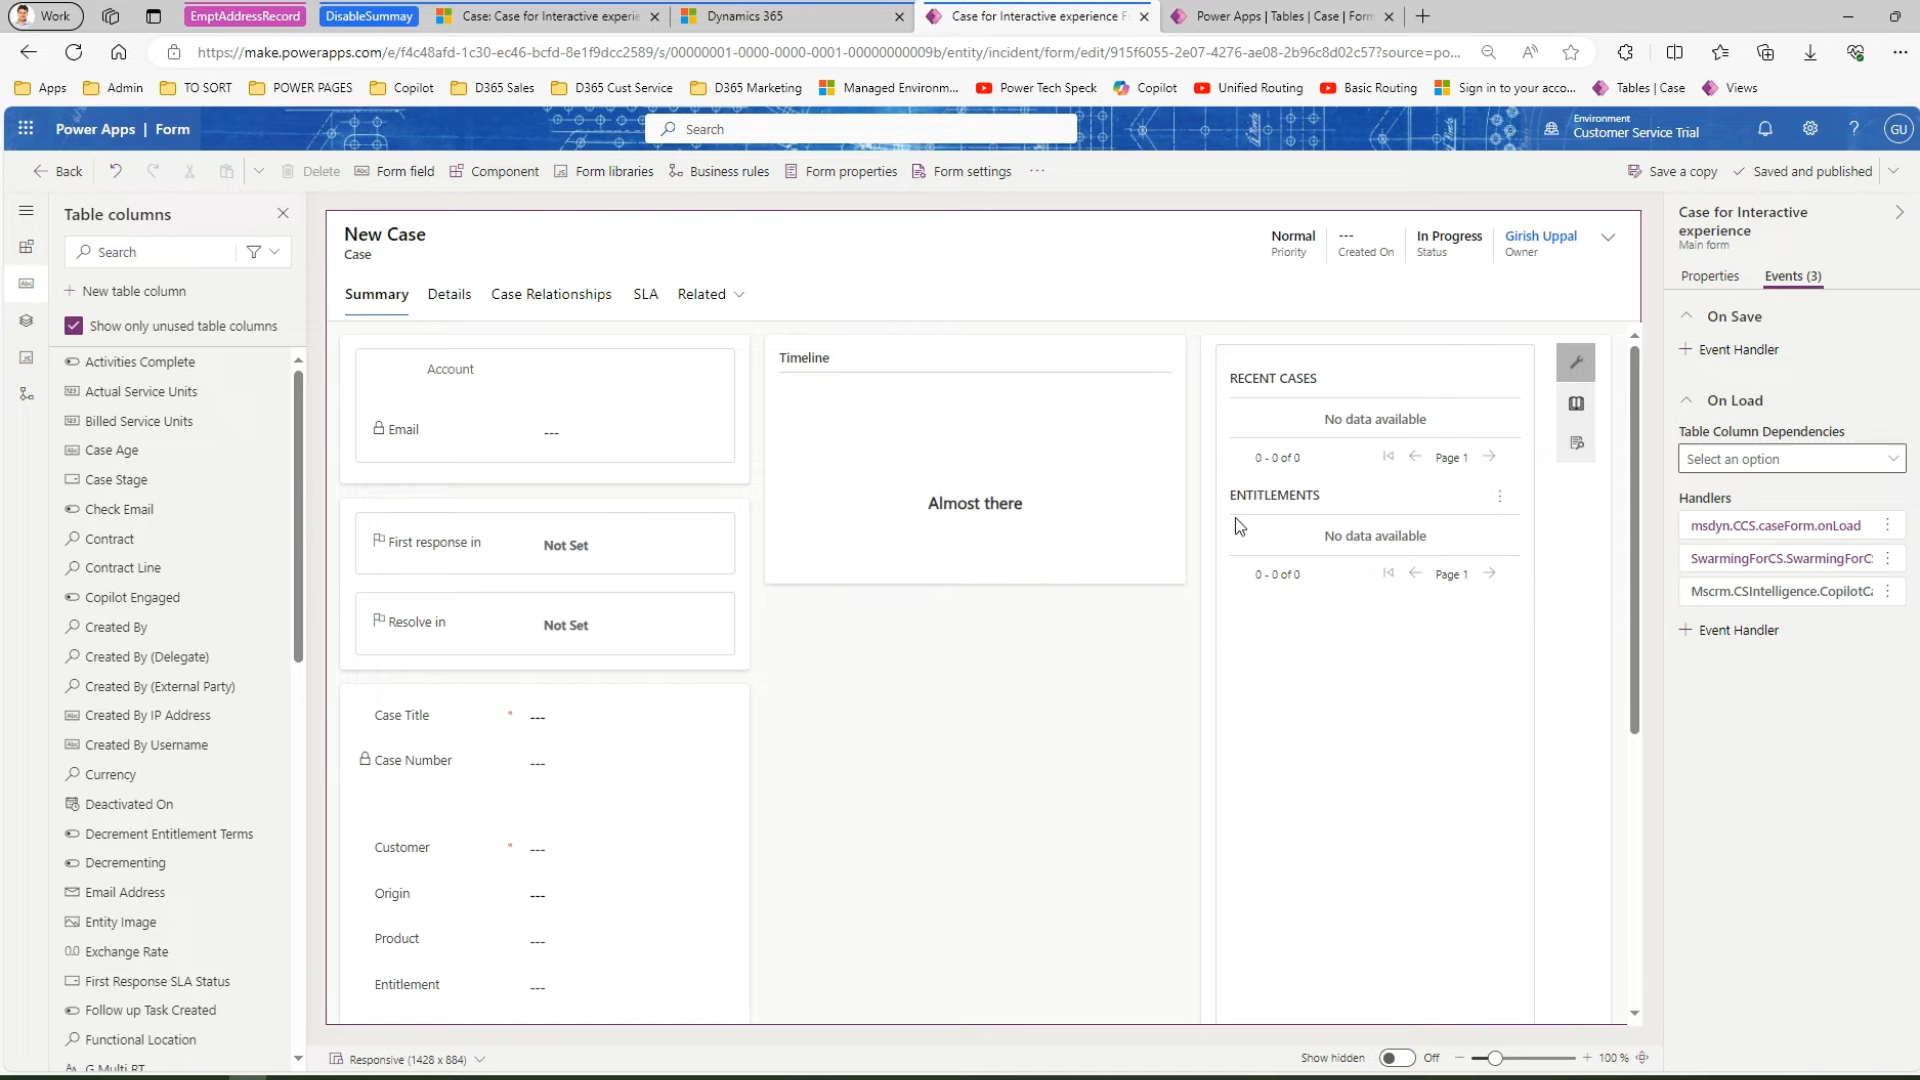 Work
EmptAddressRecord
DisableSummay
Case: Case for Interactive experie
Dynamics 365
Case for Interactive experience F
Power Apps | Tables | Case | Form
https://make.powerapps.com/e/f4c48afd-1c30-ec46-bcfd-8e1f9dcc2589/s/00000001-0000-0000-0001-00000000009b/entity/incident/form/edit/915f6055-2e07-4276-ae08-2b96c8d02c57?source=po...
Apps
Admin
TO SORT
POWER PAGES
Copilot
D365 Sales
D365 Cust Service
D365 Marketing
Managed Environm...
Power Tech Speck
Copilot
Unified Routing
Basic Routing
Sign in to your acco...
Tables | Case
Views
Power Apps | Form
Search
Environment
Customer Service Trial
GU
Back
Delete
Form field
Component
Form libraries
Business rules
Form properties
Form settings
Save a copy
Saved and published
Table columns
Search
New table column
Show only unused table columns
Activities Complete
Actual Service Units
Billed Service Units
Case Age
Case Stage
Check Email
Contract
Contract Line
Copilot Engaged
Created By
Created By (Delegate)
Created By (External Party)
Created By IP Address
Created By Username
Currency
Deactivated On
Decrement Entitlement Terms
Decrementing
Email Address
Entity Image
Exchange Rate
First Response SLA Status
Follow up Task Created
Functional Location
G Multi RT
New Case
Case
Normal
Priority
---
Created On
In Progress
Status
Girish Uppal
Owner
Summary
Details
Case Relationships
SLA
Related
Account
Email
---
First response in
Not Set
Resolve in
Not Set
Case Title
*
---
Case Number
---
Customer
*
---
Origin
---
Product
---
Entitlement
---
Timeline
Almost there
RECENT CASES
No data available
0 - 0 of 0
Page 1
ENTITLEMENTS
No data available
0 - 0 of 0
Page 1
Case for Interactive
experience
Main form
Properties
Events (3)
On Save
Event Handler
On Load
Table Column Dependencies
Select an option
Handlers
msdyn.CCS.caseForm.onLoad
SwarmingForCS.SwarmingForC
Mscrm.CSIntelligence.CopilotCa
Event Handler
Responsive (1428 x 884)
Show hidden
Off
100 %